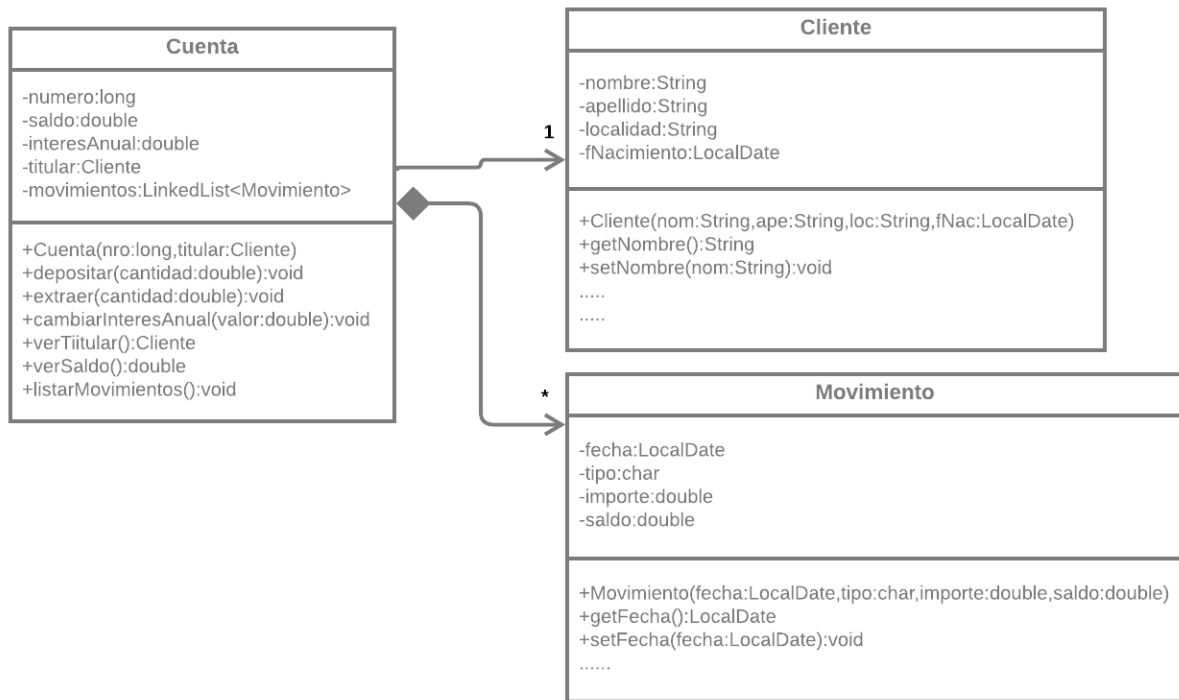 Cuenta
-numero:long
-saldo:double
-interesAnual:double
-titular:Cliente
-movimientos:LinkedList<Movimiento>
+Cuenta(nro:long,titular:Cliente)
+depositar(cantidad:double):void
+extraer(cantidad:double):void
+cambiarInteresAnual(valor:double):void
+verTiitular():Cliente
+verSaldo():double
+listarMovimientos():void
1
*
Cliente
-nombre:String
-apellido:String
-localidad:String
-fNacimiento:LocalDate
+Cliente(nom:String,ape:String,loc:String,fNac:LocalDate)
+getNombre():String
+setNombre(nom:String):void
.....
.....
Movimiento
-fecha:LocalDate
-tipo:char
-importe:double
-saldo:double
+Movimiento(fecha:LocalDate,tipo:char,importe:double,saldo:double)
+getFecha():LocalDate
+setFecha(fecha:LocalDate):void
......